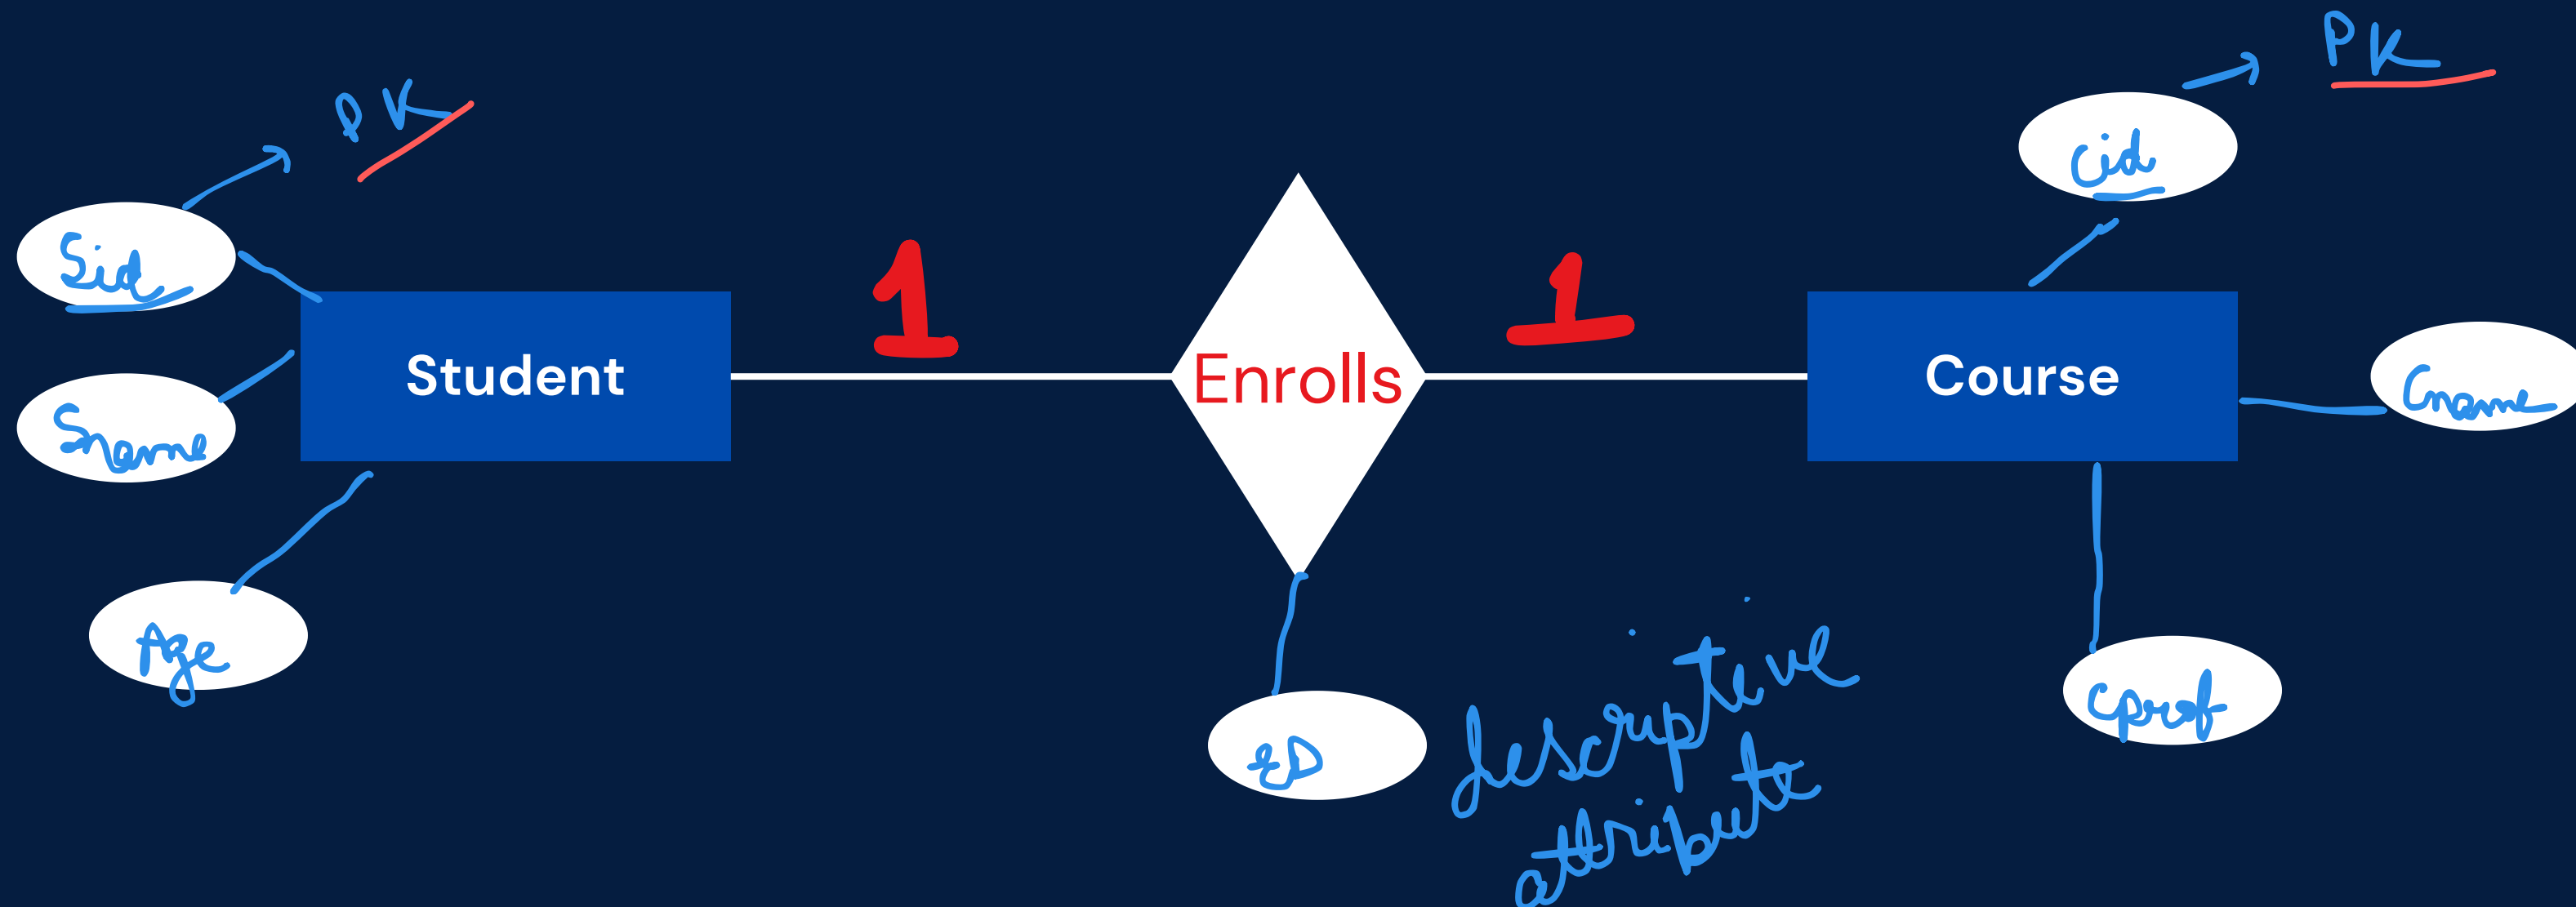 PK
Sid
Student
Sname
Age
1
Enrolls
1
ED
descriptive
attribute
PK
Cid
Course
Cname
Cprof